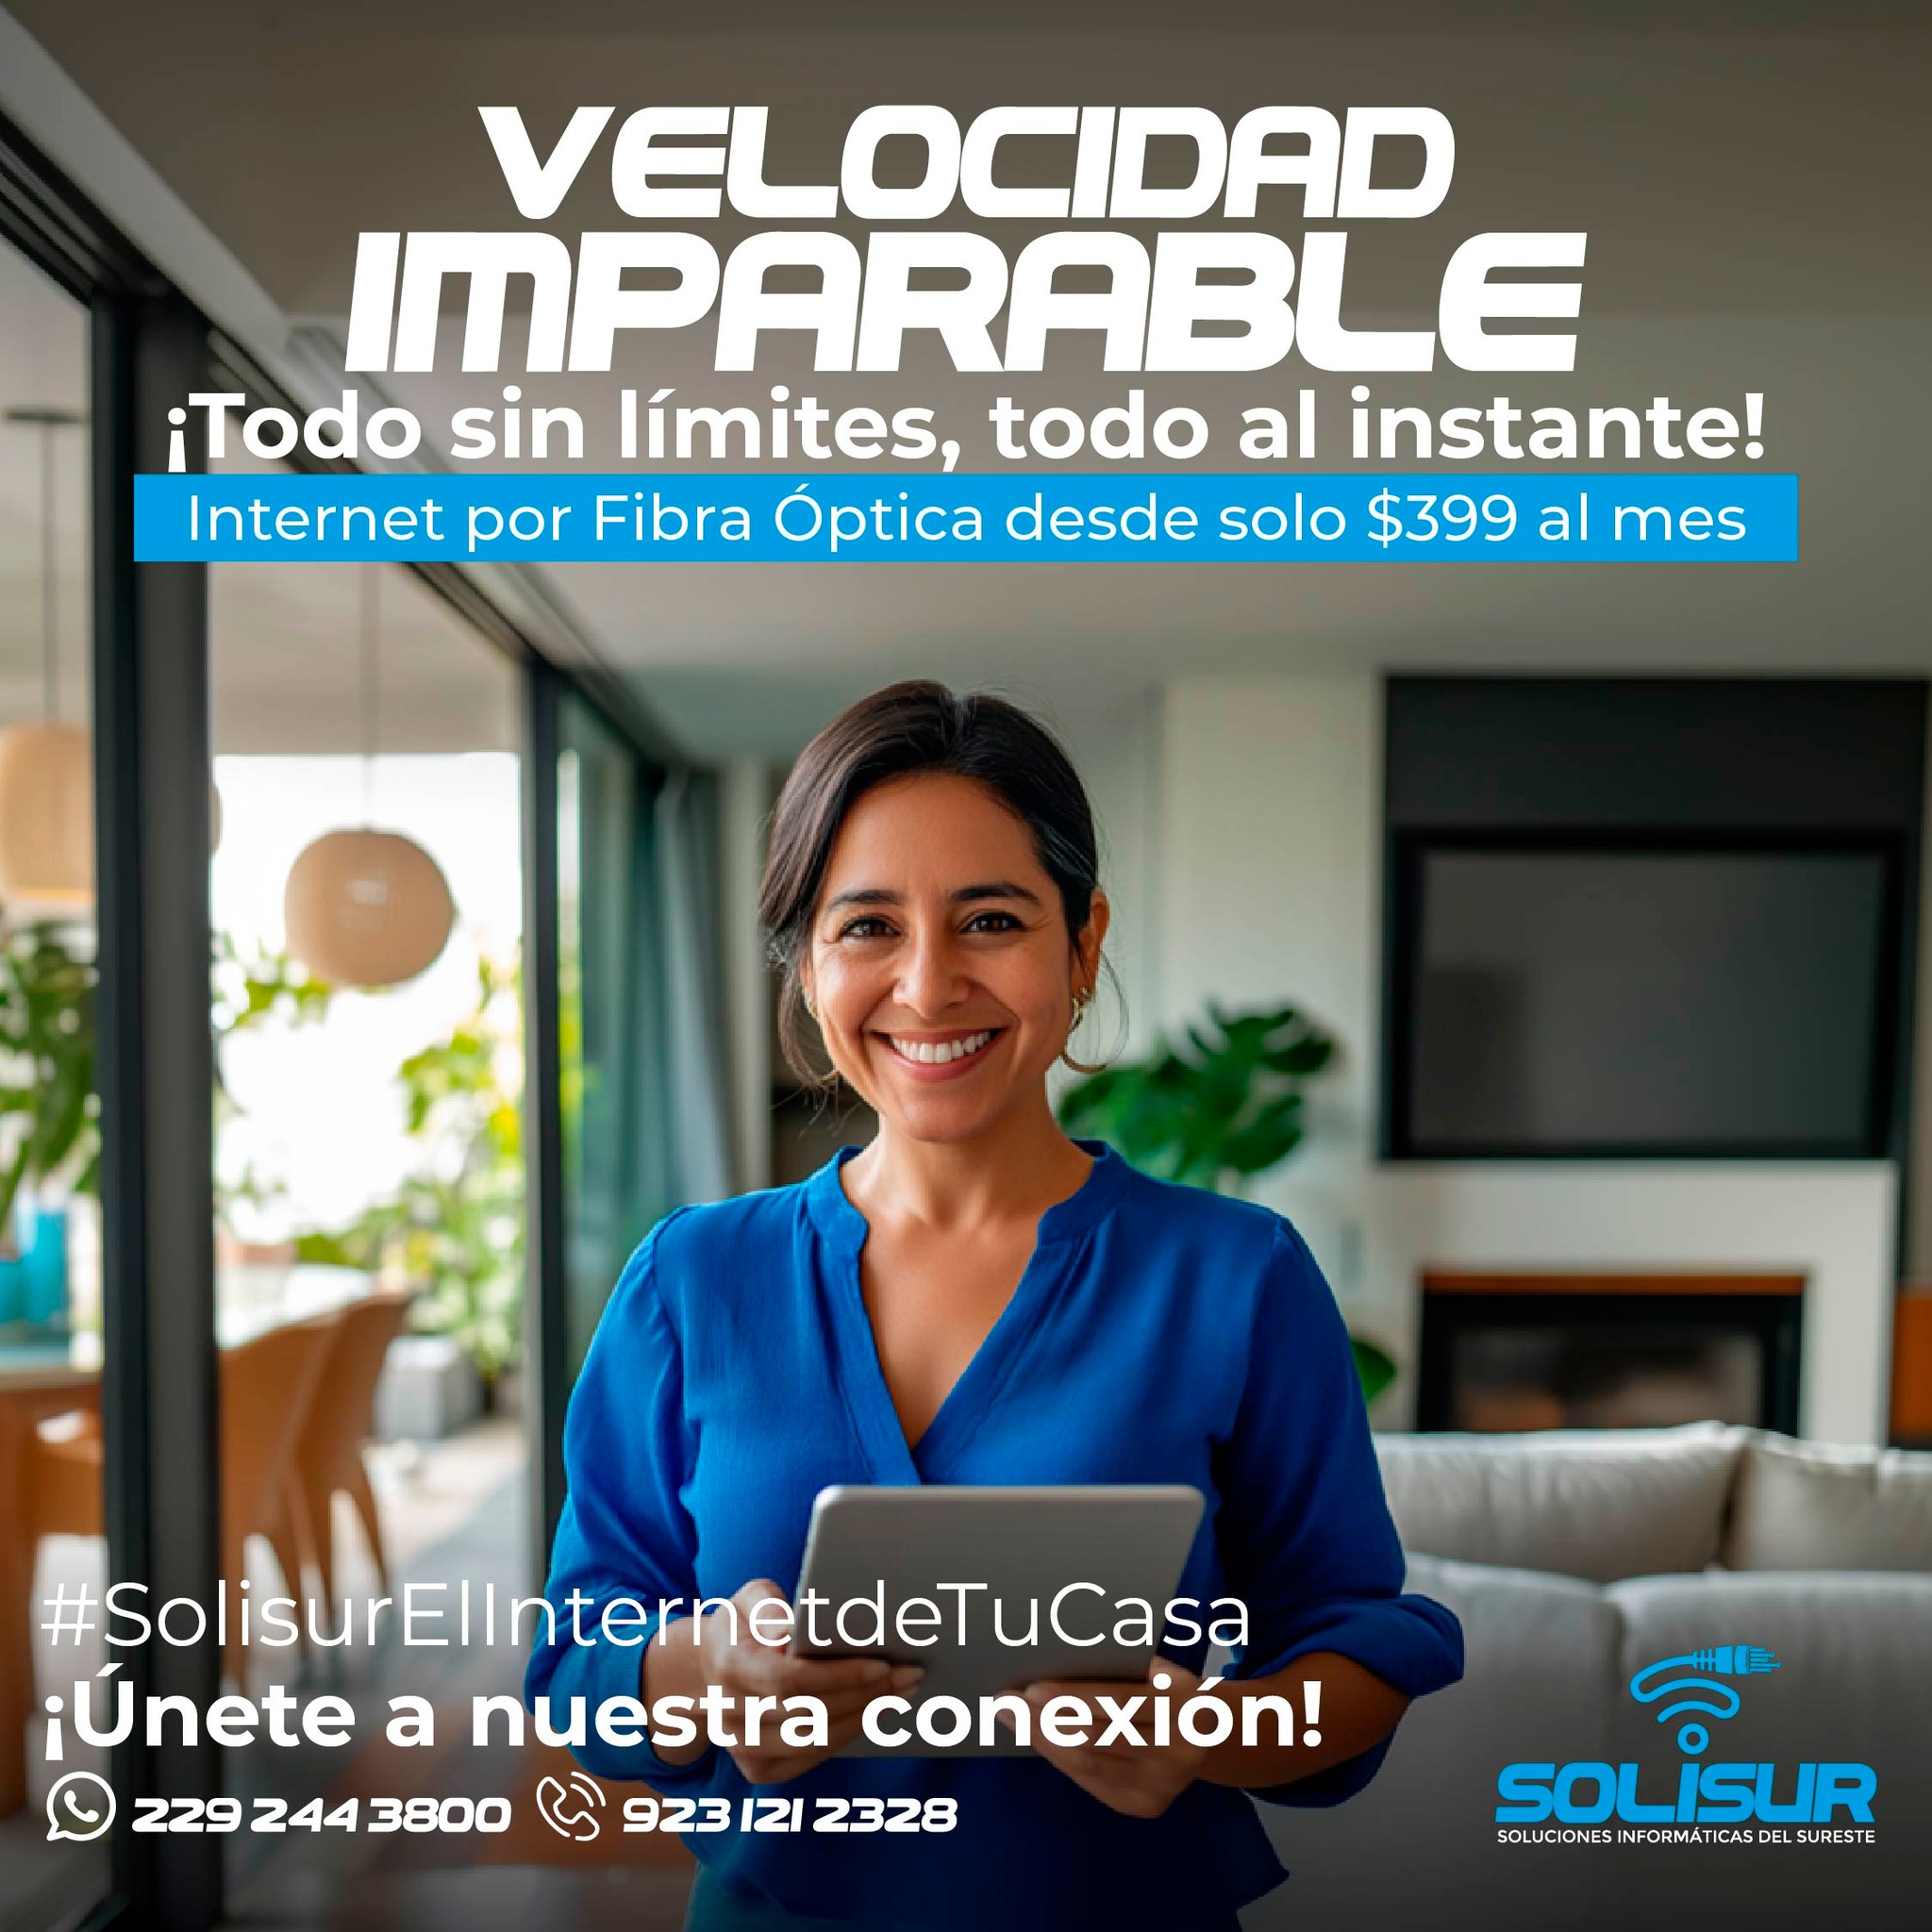 VELOCIDAD
IMPARABLE
¡Todo sin límites, todo al instante!
Internet por Fibra Óptica desde solo $399 al mes
#SolisurElInternetdeTuCasa
¡Únete a nuestra conexión!
229 244 3800 923 121 2328
SOLISUR
SOLUCIONES INFORMÁTICAS DEL SURESTE